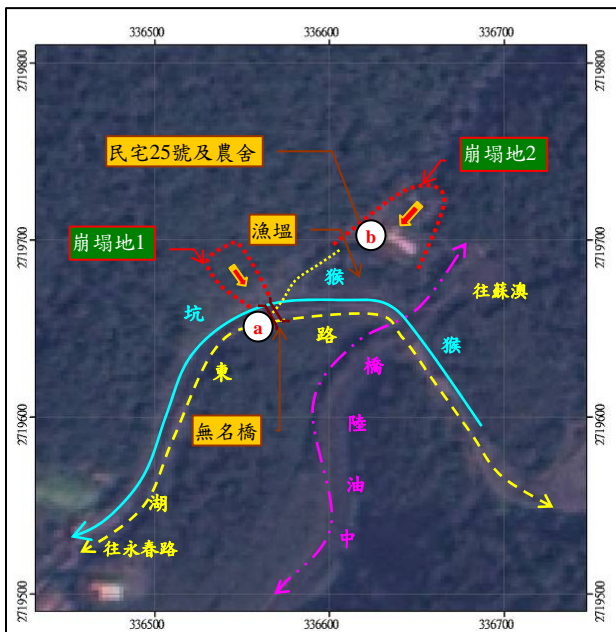 336500 336600 336700
2719800
2719700
2719600
2719500
民宅25號及農舍
崩塌地2
漁塭
b
崩塌地1
猴
往蘇澳
坑
a
路
猴
東
橋
無名橋
陸
油
湖
中
往永春路
2719800
2719700
2719600
2719500
336500 336600 336700